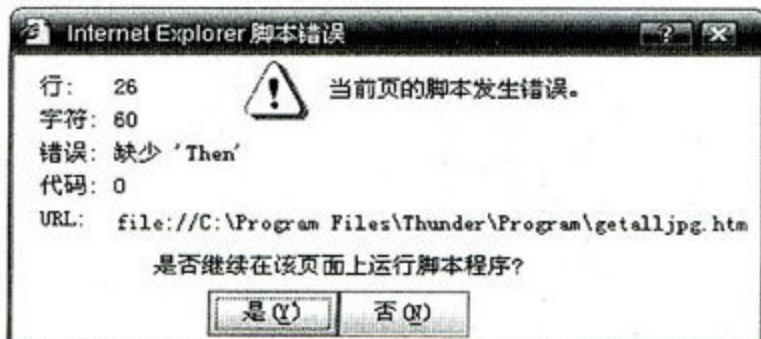 Internet Explorer 脚本错误
行: 26
当前页的脚本发生错误。
字符: 60
错误: 缺少 'Then'
代码: 0
URL: file://C:\Program Files\Thunder\Program\getalljpg.htm
是否继续在该页面上运行脚本程序?
是(Y) 否(N)